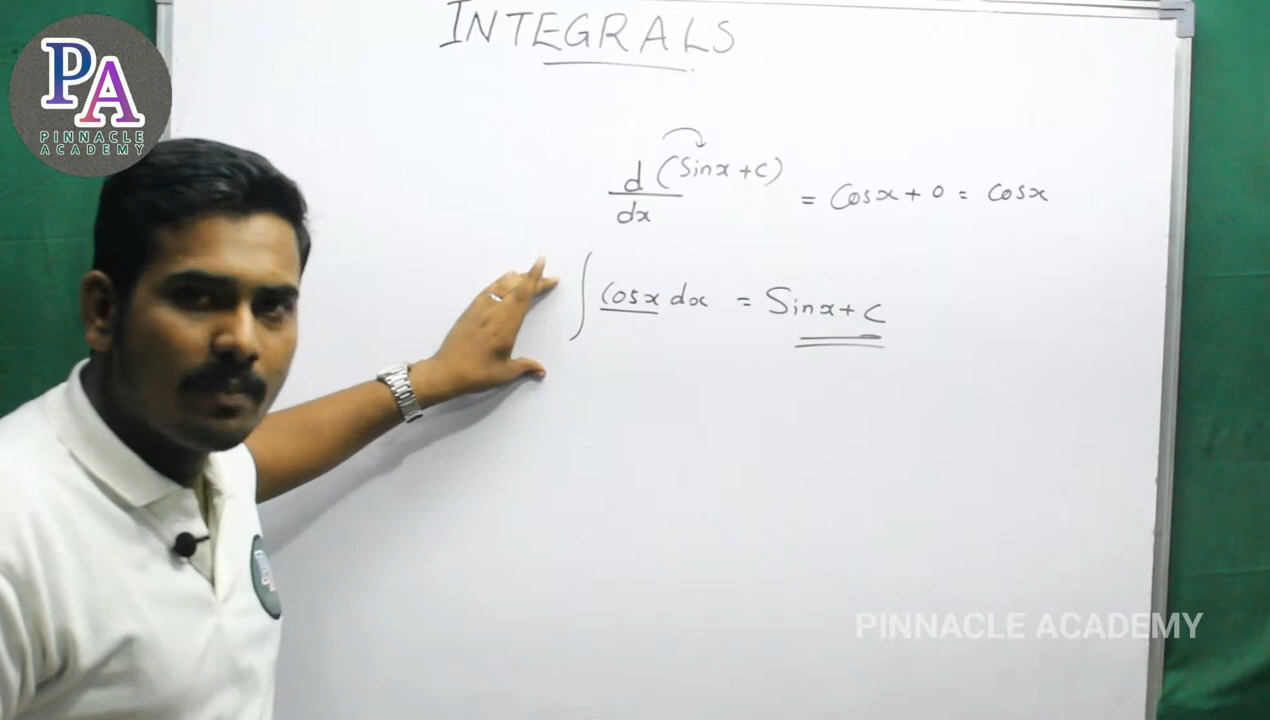 PA
PINNACLE
ACADEMY
INTEGRALS
d/dx (Sinx + C) = Cosx + 0 = Cosx
∫ Cosx dx = Sinx + C
PINNACLE ACADEMY